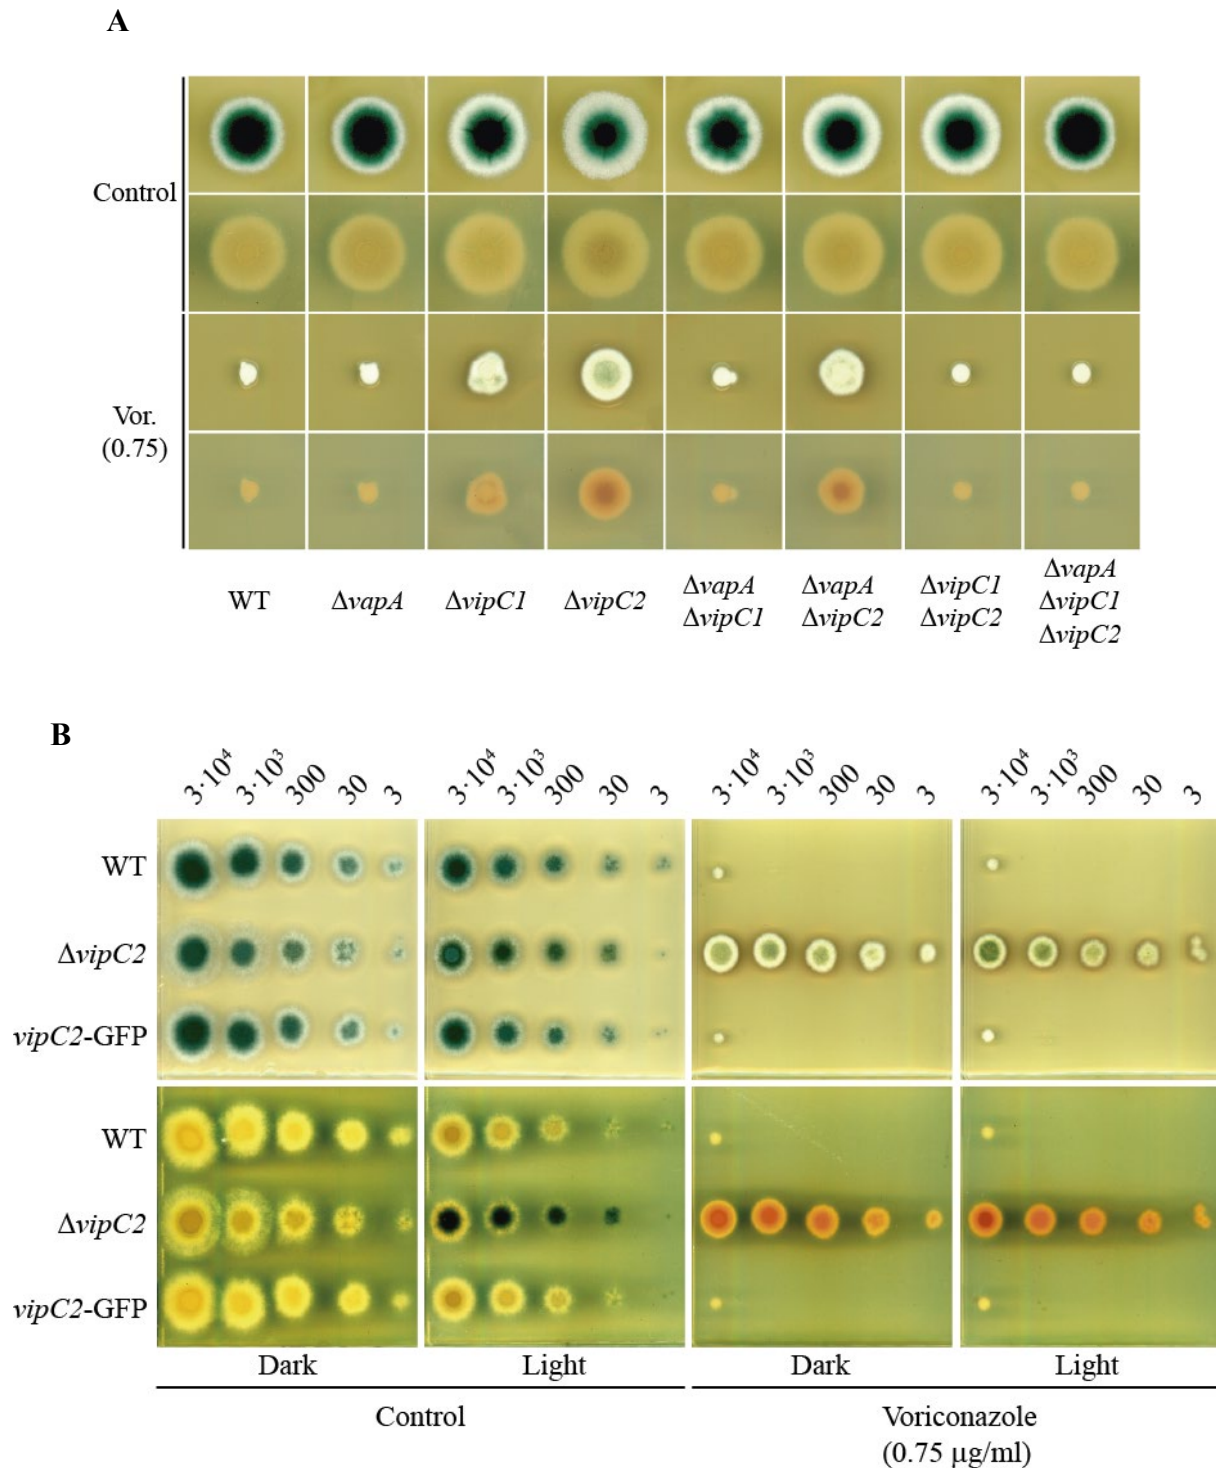 A
Control
Vor.
(0.75)
WT
ΔvapA
ΔvipC1
ΔvipC2
ΔvapA
ΔvipC1
ΔvapA
ΔvipC2
ΔvipC1
ΔvipC2
ΔvapA
ΔvipC1
ΔvipC2
B
3·10⁴ 3·10³ 300 30 3 3·10⁴ 3·10³ 300 30 3 3·10⁴ 3·10³ 300 30 3 3·10⁴ 3·10³ 300 30 3
WT
ΔvipC2
vipC2-GFP
WT
ΔvipC2
vipC2-GFP
Dark Light Dark Light
Control Voriconazole
(0.75 μg/ml)